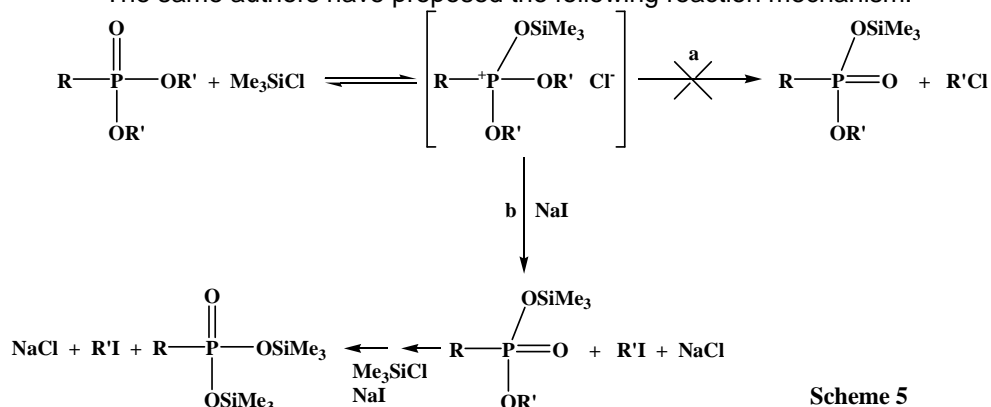 The same authors have proposed the following reaction mechanism:
O
OSiMe3
OSiMe3
R P OR' + Me3SiCl
R P+ OR' Cl-
a
R P O + R'Cl
OR'
OR'
OR'
b NaI
O
OSiMe3
NaCl + R'I + R P OSiMe3
Me3SiCl
NaI
R P O + R'I + NaCl
OSiMe3
OR'
Scheme 5